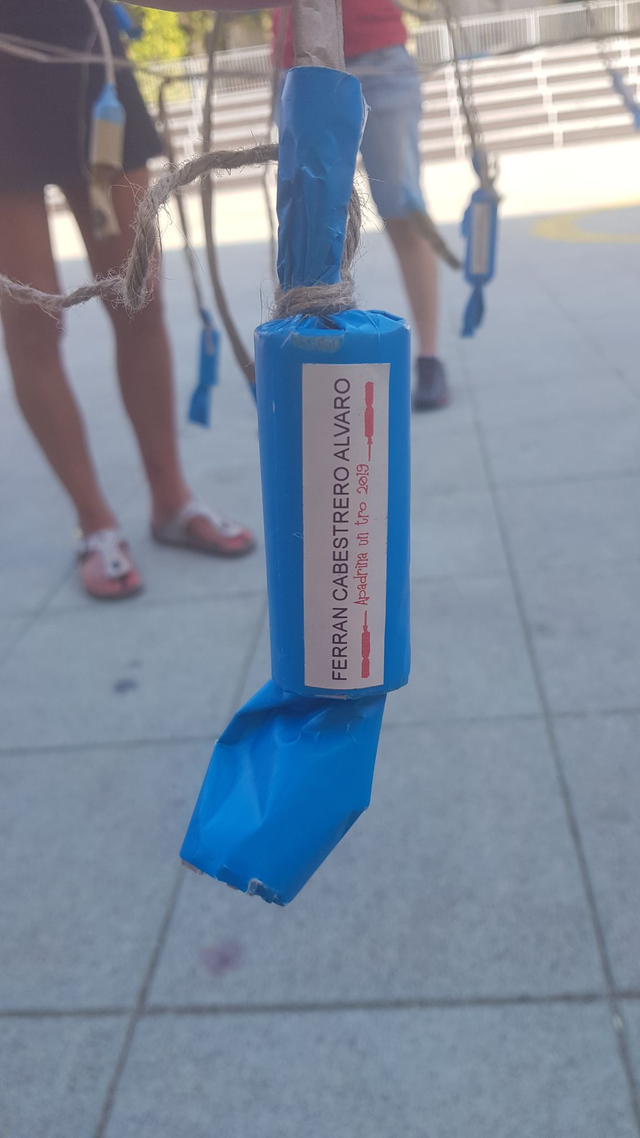 FERRAN CABESTRERO ALVARO
Apadrina un tro 2019